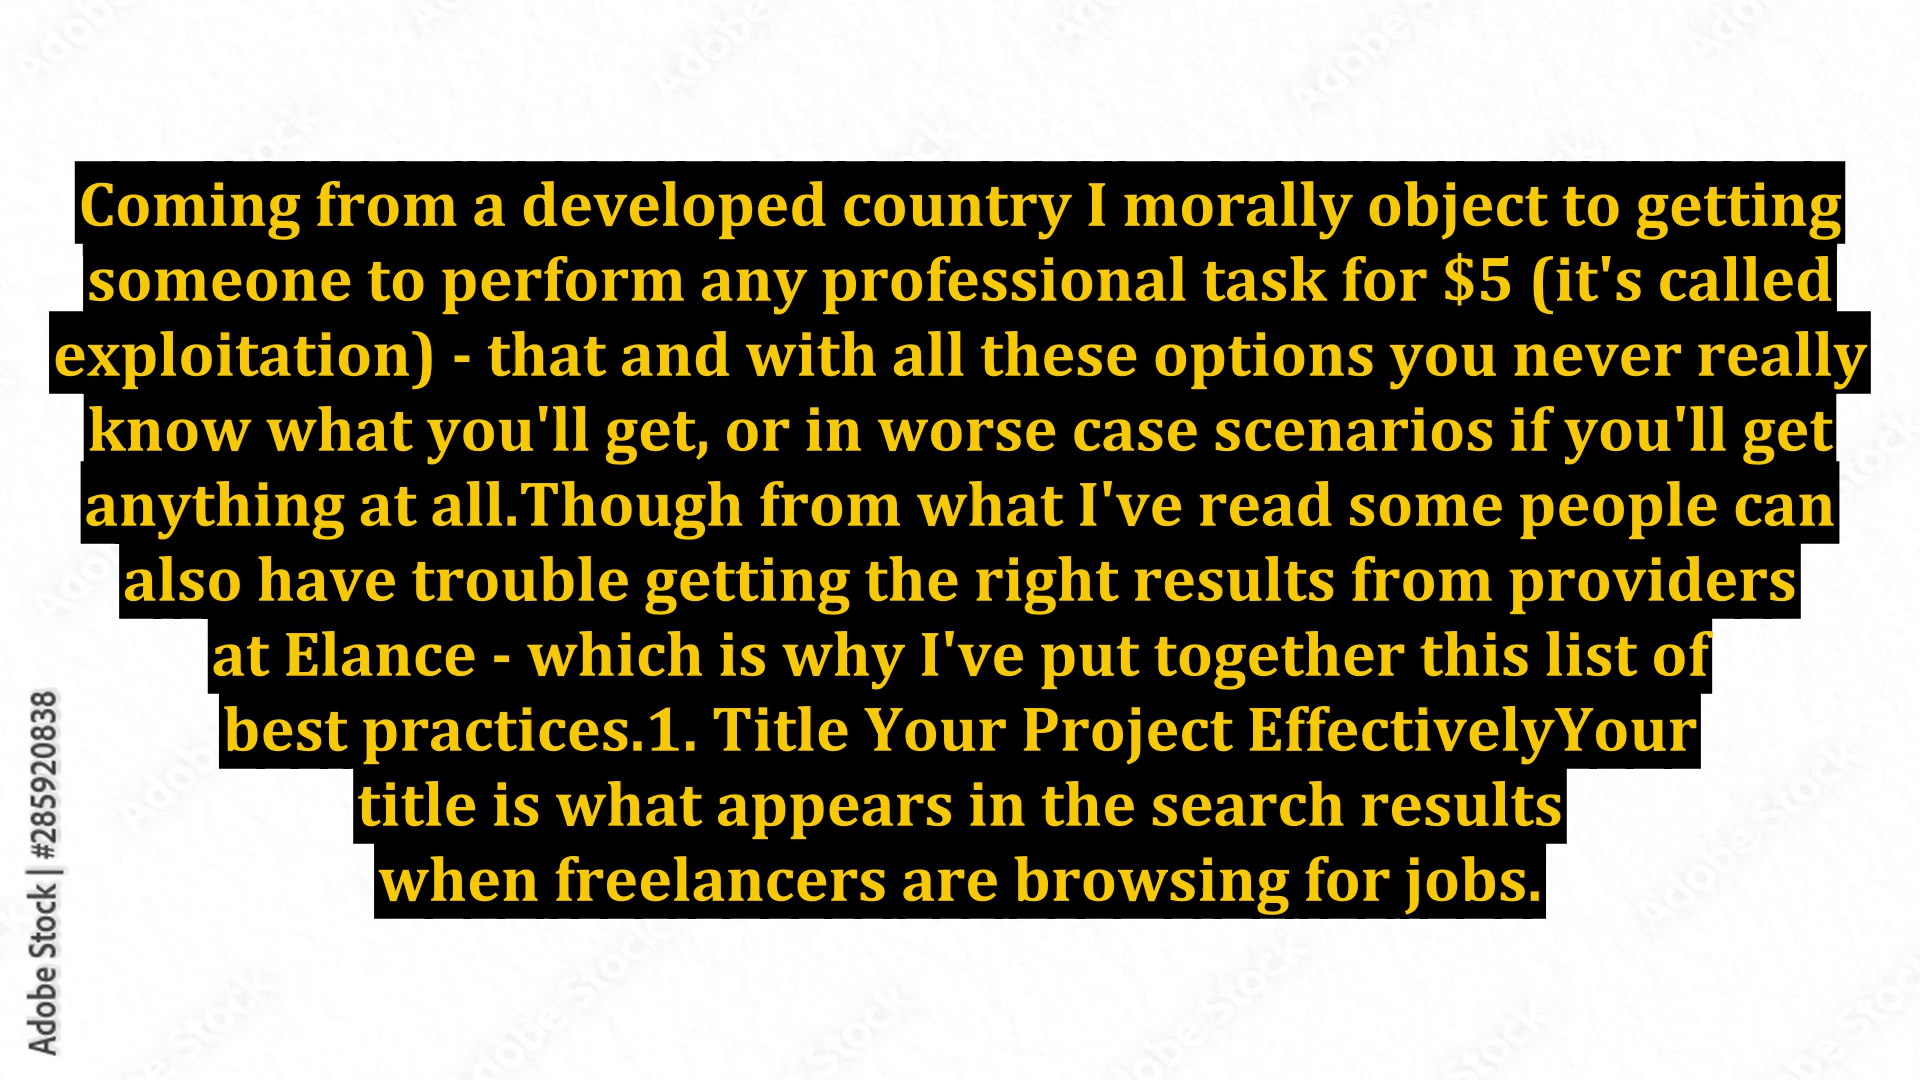 Coming from a developed country I morally object to getting
someone to perform any professional task for $5 (it's called
exploitation) - that and with all these options you never really
know what you'll get, or in worse case scenarios if you'll get
anything at all.Though from what I've read some people can
also have trouble getting the right results from providers
at Elance - which is why I've put together this list of
best practices.1. Title Your Project EffectivelyYour
title is what appears in the search results
when freelancers are browsing for jobs.
Adobe Stock | #285920838